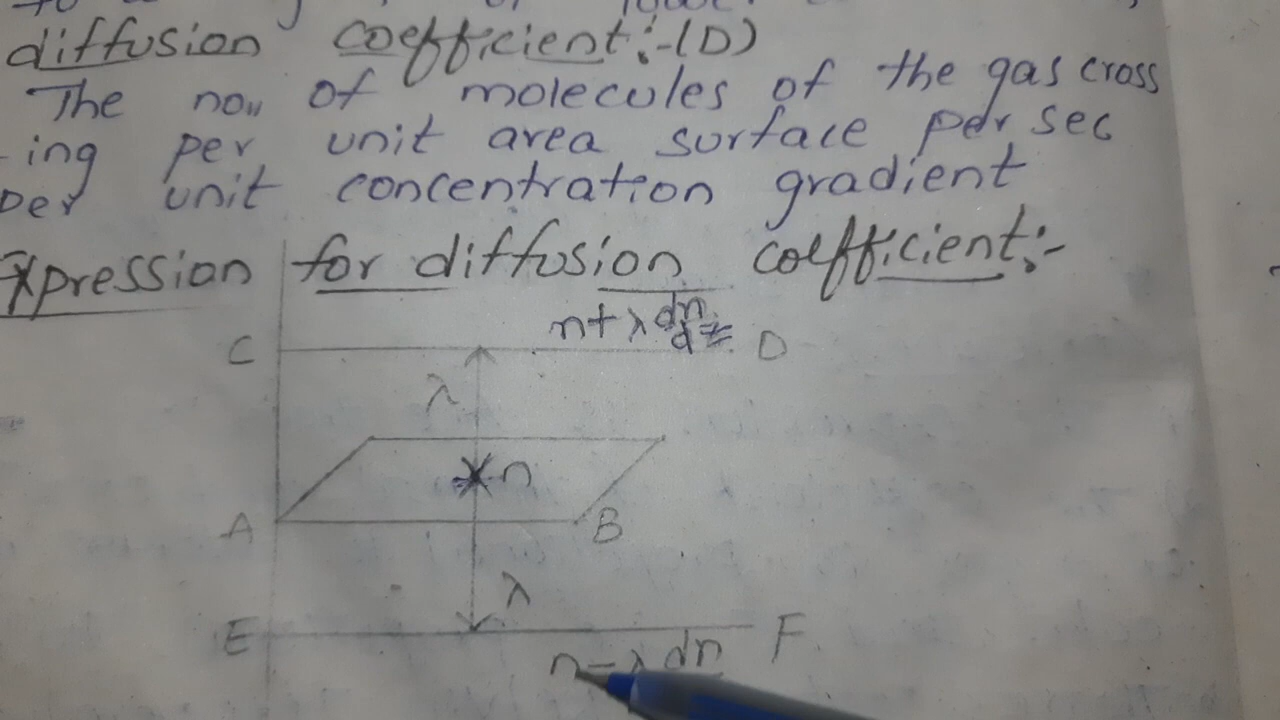 diffusion coefficient:-(D)
The no,, of molecules of the gas cross
-ing per unit area surface per sec
per unit concentration gradient
Expression for diffusion coefficient:-
n+λ dn/dz
C D
λ
n
A B
λ
E F
n-λ dn